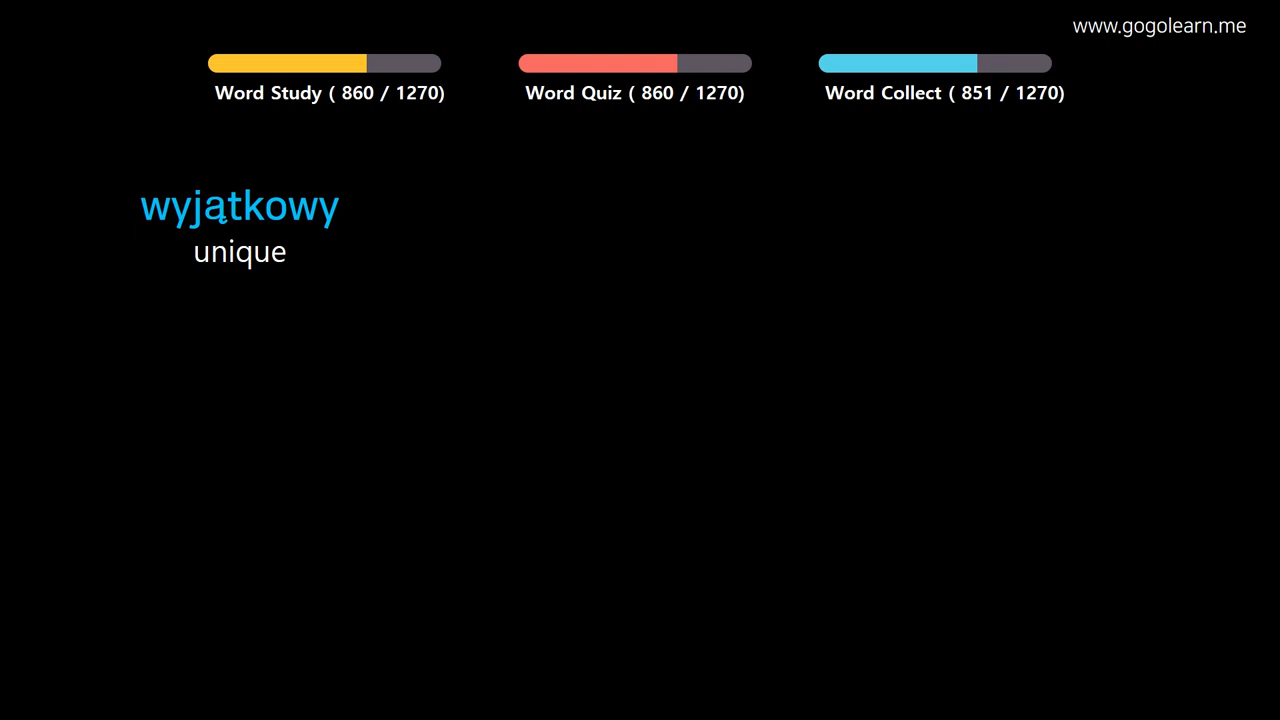 www.gogolearn.me
Word Study ( 860 / 1270)
Word Quiz ( 860 / 1270)
Word Collect ( 851 / 1270)
wyjątkowy
unique